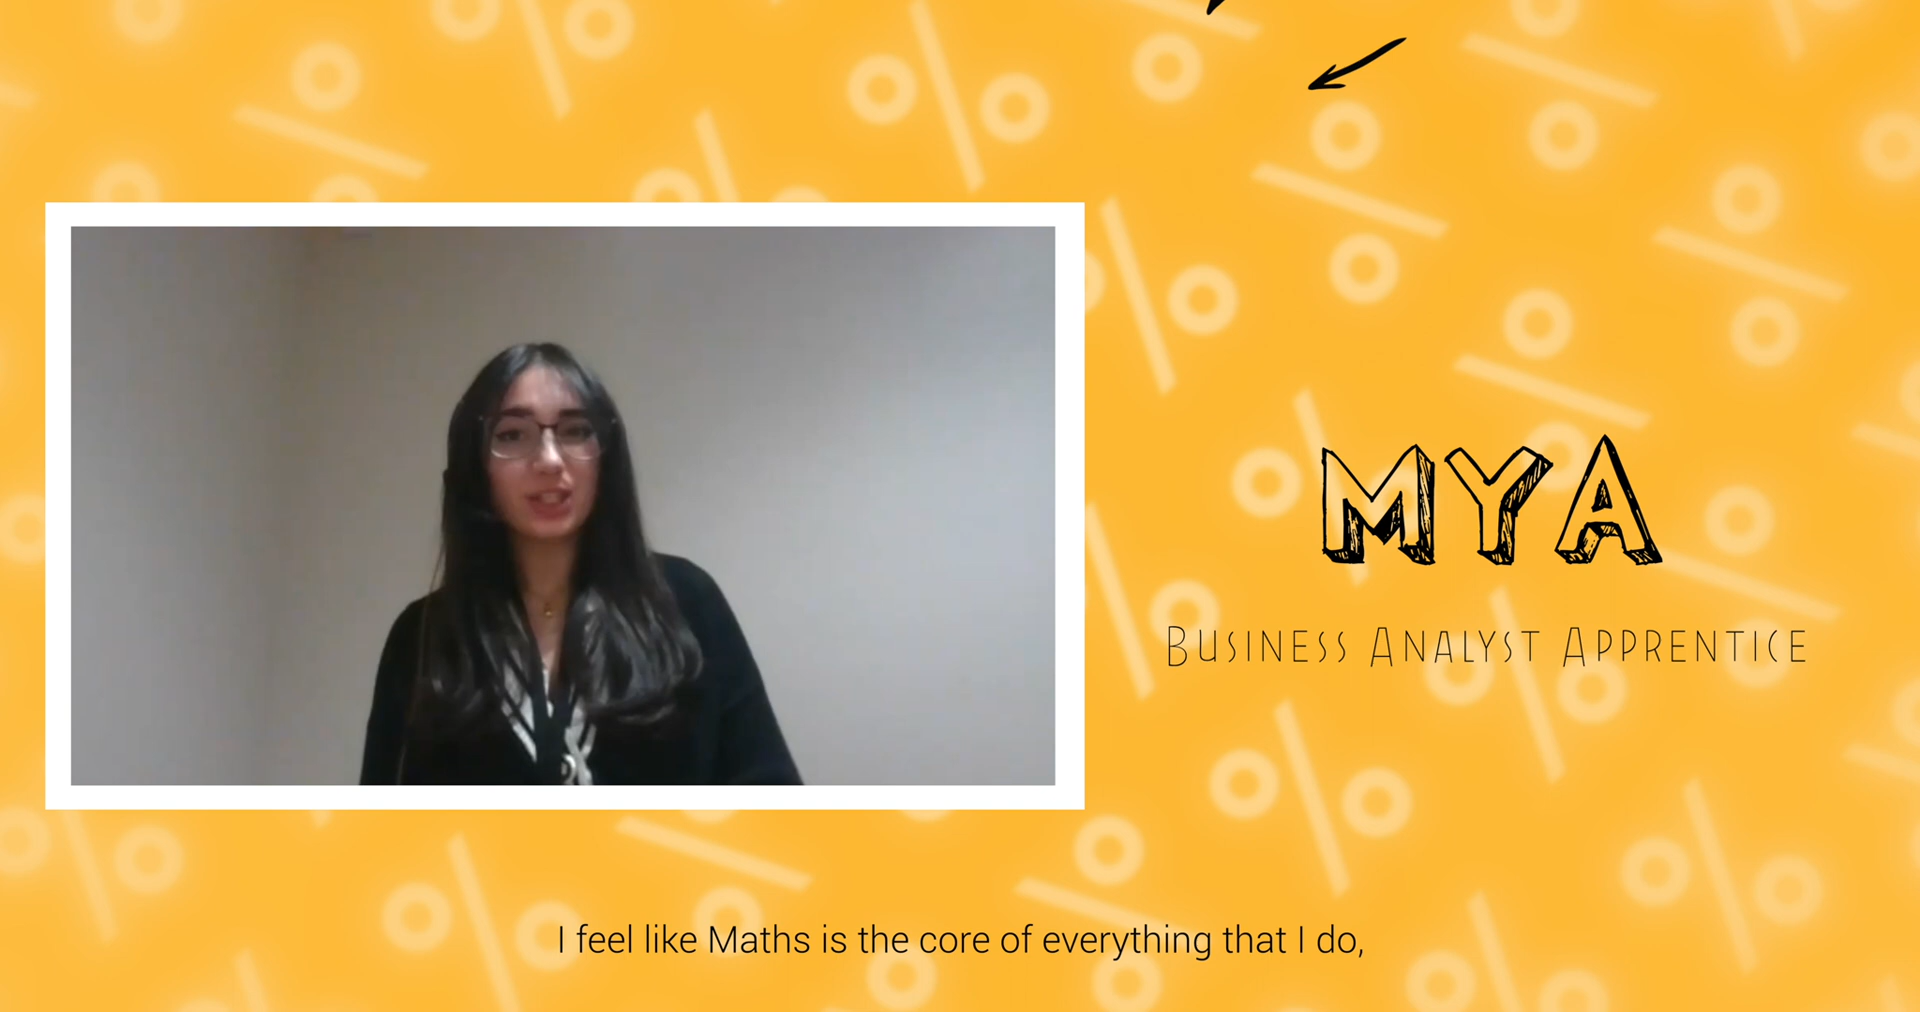 MYA
Business Analyst Apprentice
I feel like Maths is the core of everything that I do,